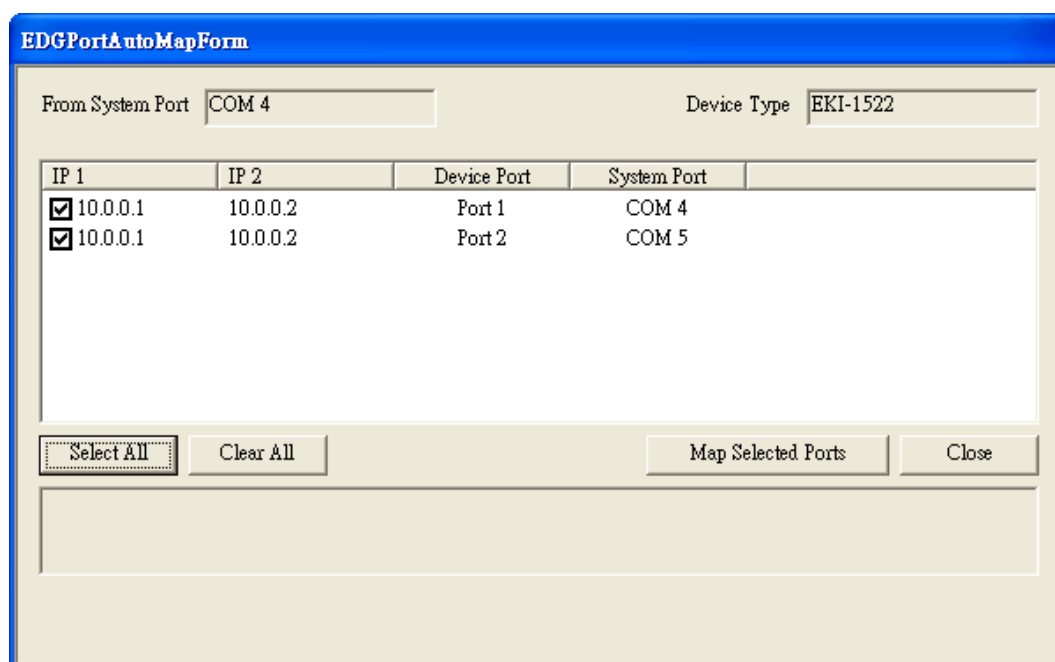 EDGPortAutoMapForm
From System Port COM 4 Device Type EKI-1522
IP 1 IP 2 Device Port System Port
10.0.0.1 10.0.0.2 Port 1 COM 4
10.0.0.1 10.0.0.2 Port 2 COM 5
Select All Clear All Map Selected Ports Close